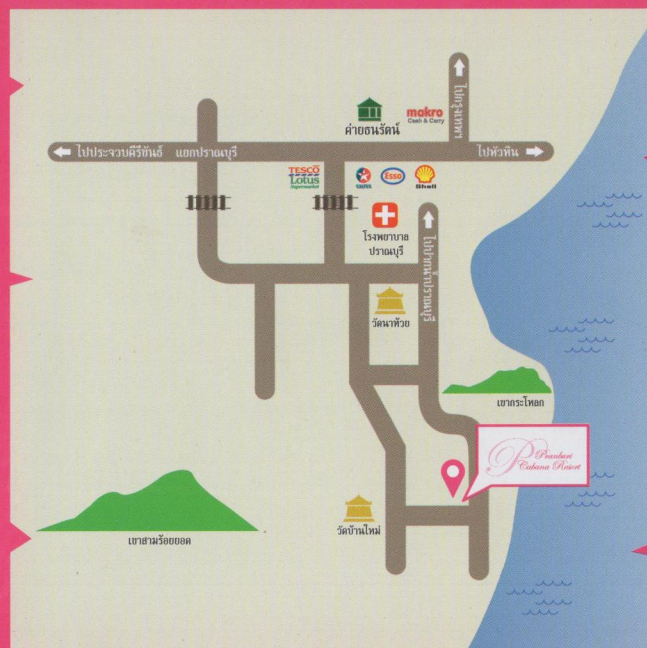 ไปกรุงเทพฯ
makro
Cash & Carry
ค่ายธนรัตน์
ไปประจวบคีรีขันธ์
แยกปราณบุรี
ไปหัวหิน
TESCO
Lotus
Esso
Shell
โรงพยาบาล
ปราณบุรี
ไปปากน้ำปราณบุรี
วัดนาห้วย
เขากระโหลก
Pranburi
Cabana Resort
วัดบ้านใหม่
เขาสามร้อยยอด